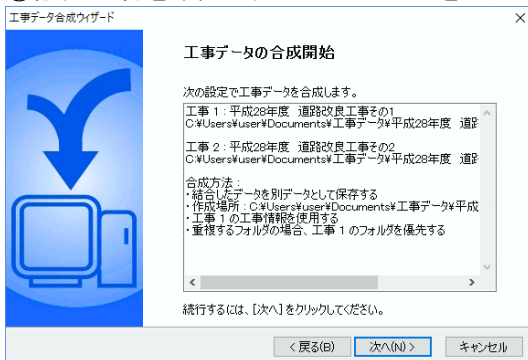 工事データ合成ウィザード
工事データの合成開始
次の設定で工事データを合成します。
工事 1 : 平成28年度 道路改良工事その1
C:¥Users¥user¥Documents¥工事データ¥平成28年度 道路
工事 2 : 平成28年度 道路改良工事その2
C:¥Users¥user¥Documents¥工事データ¥平成28年度 道路
合成方法 :
・結合したデータを別データとして保存する
・作成場所 : C:¥Users¥user¥Documents¥工事データ¥平成
・工事 1 の工事情報を使用する
・重複するフォルダの場合、工事 1 のフォルダを優先する
続行するには、[次へ] をクリックしてください。
< 戻る(B) 次へ(N) > キャンセル